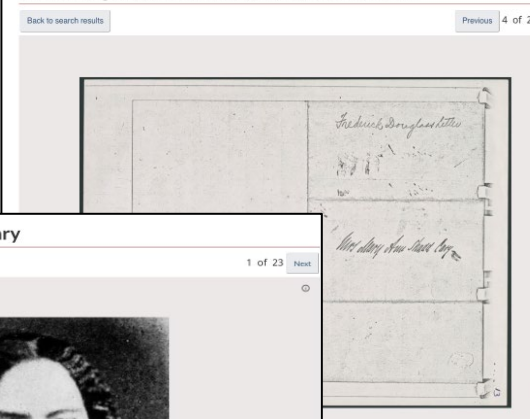 Back to search results
Previous 4 of 2
Frederick Douglass Letter
Mrs Mary Ann Shadd Cary
ry
1 of 23 Next